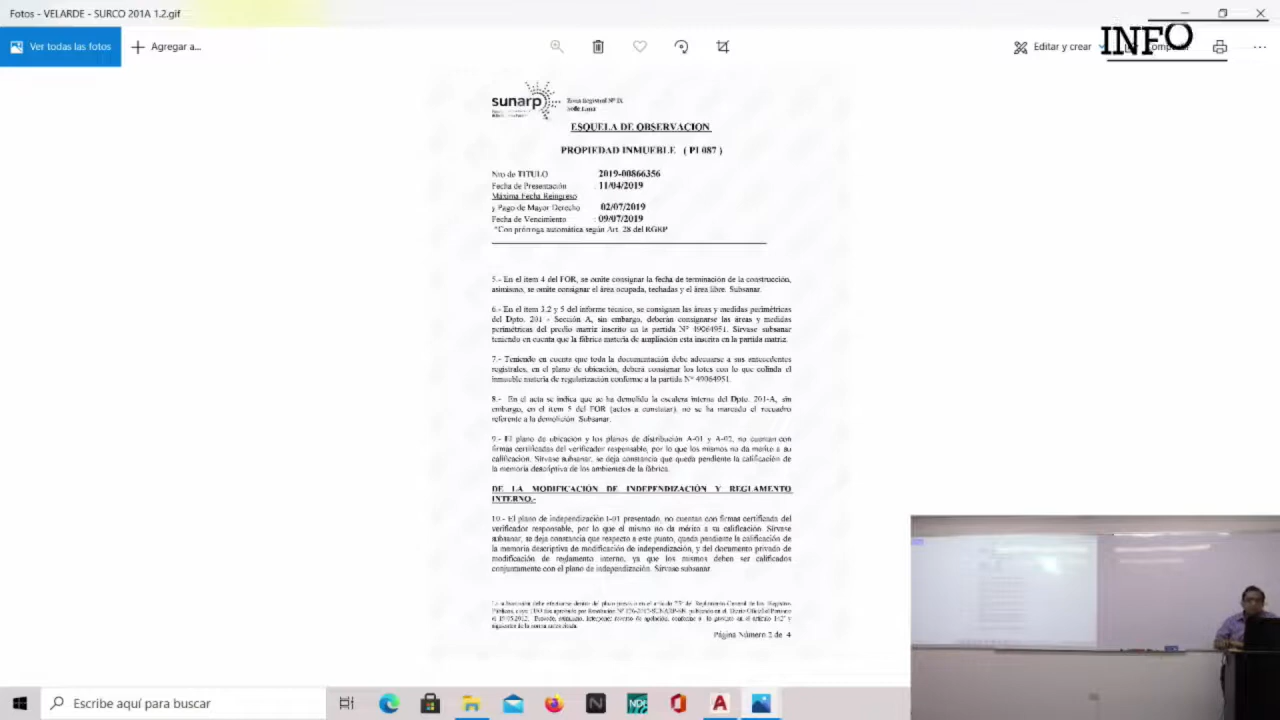 Fotos - VELARDE - SURCO 201A 1.2.gif
Ver todas las fotos
Agregar a...
Editar y crear
INFO
sunarp
Zona Registral Nº IX
Sede Lima
ESQUELA DE OBSERVACION
PROPIEDAD INMUEBLE ( PI 087 )
Nro de TITULO 2019-00866356
Fecha de Presentación : 11/04/2019
Máxima Fecha Reingreso
y Pago de Mayor Derecho 02/07/2019
Fecha de Vencimiento : 09/07/2019
*Con prórroga automática según Art. 28 del RGRP
5.- En el item 4 del FOR, se omite consignar la fecha de terminación de la construcción,
asimismo, se omite consignar el área ocupada, techadas y el área libre. Subsanar.
6.- En el item 3.2 y 5 del informe técnico, se consignan las áreas y medidas perimétricas
del Dpto. 201 - Sección A, sin embargo, deberán consignarse las áreas y medidas
perimétricas del predio matriz inscrito en la partida Nº 49064951. Sírvase subsanar
teniendo en cuenta que la fábrica materia de ampliación esta inscrita en la partida matriz.
7.- Teniendo en cuenta que toda la documentación debe adecuarse a sus antecedentes
registrales, en el plano de ubicación, deberá consignar los lotes con lo que colinda el
inmueble materia de regularización conforme a la partida Nº 49064951.
8.- En el acta se indica que se ha demolido la escalera interna del Dpto. 201-A, sin
embargo, en el item 5 del FOR (actos a constatar), no se ha marcado el recuadro
referente a la demolición. Subsanar.
9.- El plano de ubicación y los planos de distribución A-01 y A-02, no cuentan con
firmas certificadas del verificador responsable, por lo que los mismos no da mérito a su
calificación. Sírvase subsanar, se deja constancia que queda pendiente la calificación de
la memoria descriptiva de los ambientes de la fábrica.
DE LA MODIFICACIÓN DE INDEPENDIZACIÓN Y REGLAMENTO
INTERNO.-
10.- El plano de independización I-01 presentado, no cuentan con firmas certificada del
verificador responsable, por lo que el mismo no da mérito a su calificación. Sírvase
subsanar, se deja constancia que respecto a este punto, queda pendiente la calificación de
la memoria descriptiva de modificación de independización, y del documento privado de
modificación de reglamento interno, ya que los mismos deben ser calificados
conjuntamente con el plano de independización. Sírvase subsanar.
Página Número 2 de 4
Escribe aquí para buscar